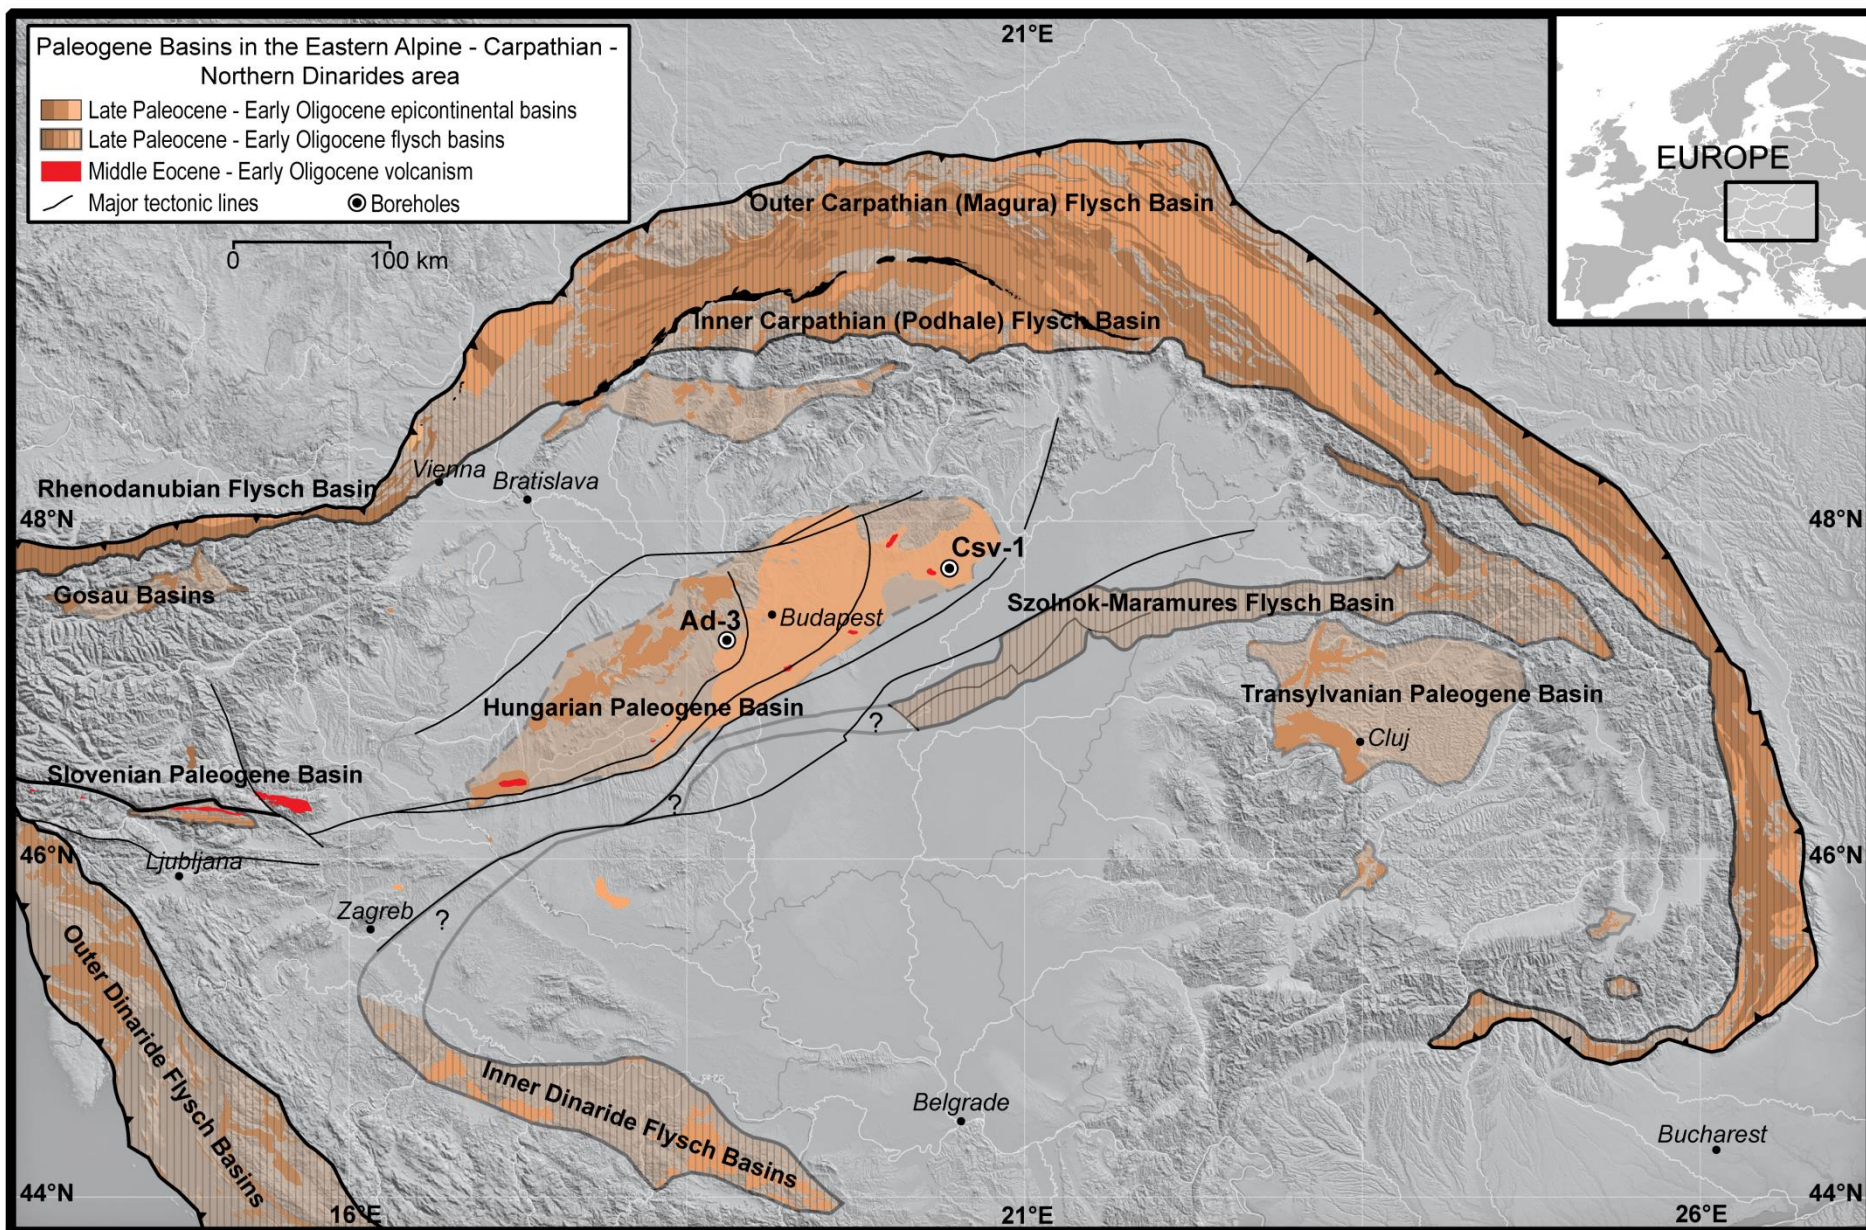 Paleogene Basins in the Eastern Alpine - Carpathian -
Northern Dinarides area
Late Paleocene - Early Oligocene epicontinental basins
Late Paleocene - Early Oligocene flysch basins
Middle Eocene - Early Oligocene volcanism
Major tectonic lines
Boreholes
0
100 km
21°E
EUROPE
Outer Carpathian (Magura) Flysch Basin
Inner Carpathian (Podhale) Flysch Basin
Vienna
Rhenodanubian Flysch Basin
Bratislava
48°N
48°N
Csv-1
Gosau Basins
Szolnok-Maramures Flysch Basin
Ad-3
Budapest
Transylvanian Paleogene Basin
Hungarian Paleogene Basin
?
Cluj
Slovenian Paleogene Basin
?
46°N
46°N
Ljubljana
Zagreb
?
Outer Dinaride Flysch Basins
Inner Dinaride Flysch Basins
Belgrade
Bucharest
44°N
44°N
16°E
21°E
26°E